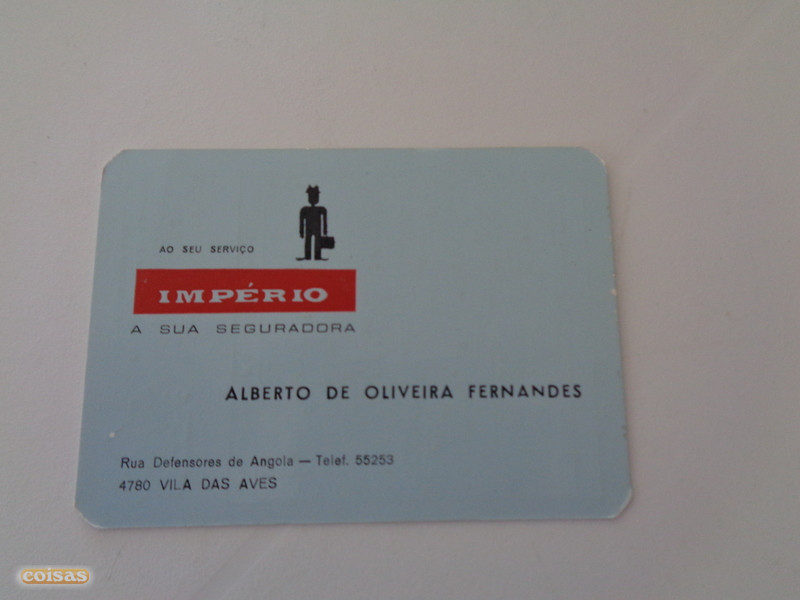 AO SEU SERVIÇO
IMPÉRIO
A SUA SEGURADORA
ALBERTO DE OLIVEIRA FERNANDES
Rua Defensores de Angola — Telef. 55253
4780 VILA DAS AVES
coisas